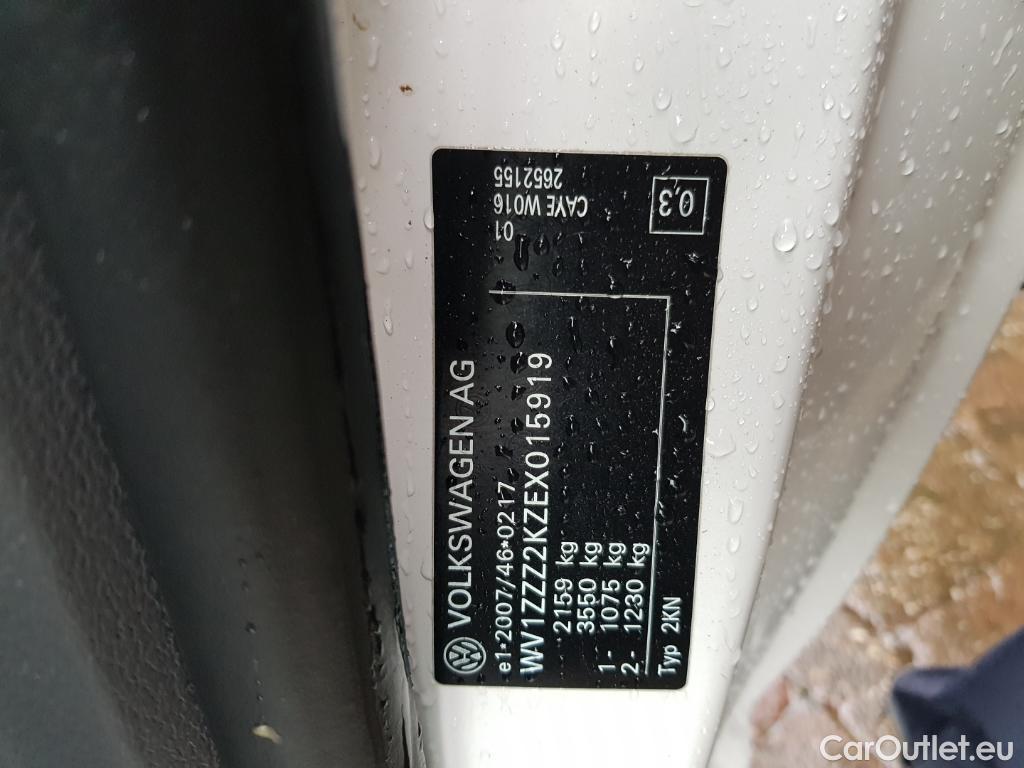 VOLKSWAGEN AG
e1*2007/46*0217
WV1ZZZ2KZEX015919
2159 kg
3550 kg
1- 1075 kg
2- 1230 kg
Typ 2KN
01
CAYE W016
2652155
0,3
CarOutlet.eu